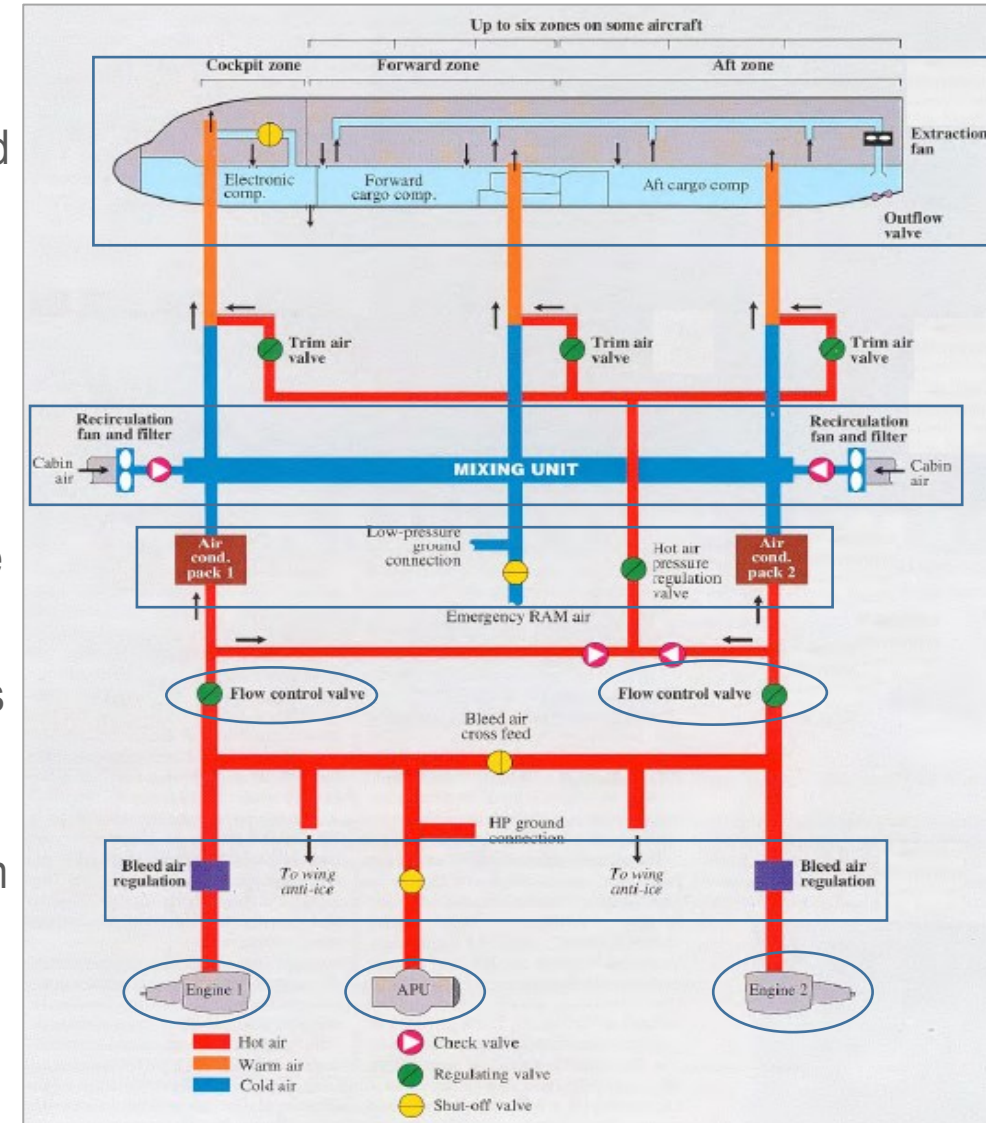 Up to six zones on some aircraft
Cockpit zone
Forward zone
Aft zone
d
Extraction
fan
Electronic
comp.
Forward
cargo comp.
Aft cargo comp
Outflow
valve
Trim air
valve
Trim air
valve
Trim air
valve
Recirculation
fan and filter
Recirculation
fan and filter
Cabin
air
MIXING UNIT
Cabin
air
Low-pressure
ground
connection
Air
cond.
pack 1
Hot air
pressure
regulation
valve
Air
cond.
pack 2
e
Emergency RAM air
s
Flow control valve
Flow control valve
Bleed air
cross feed
HP ground
connection
n
Bleed air
regulation
To wing
anti-ice
To wing
anti-ice
Bleed air
regulation
Engine 1
APU
Engine 2
Hot air
Warm air
Cold air
Check valve
Regulating valve
Shut-off valve